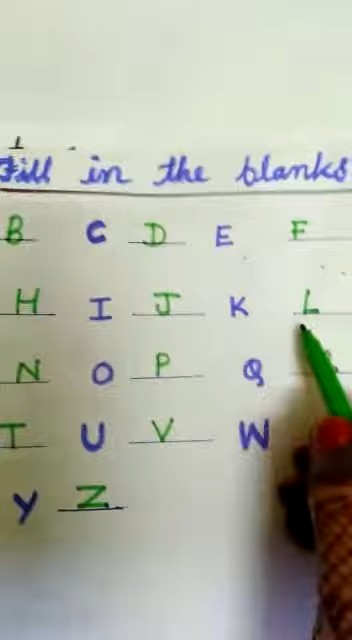 Fill in the blanks
B C D E F
H I J K L
N O P Q
T U V W
Y Z